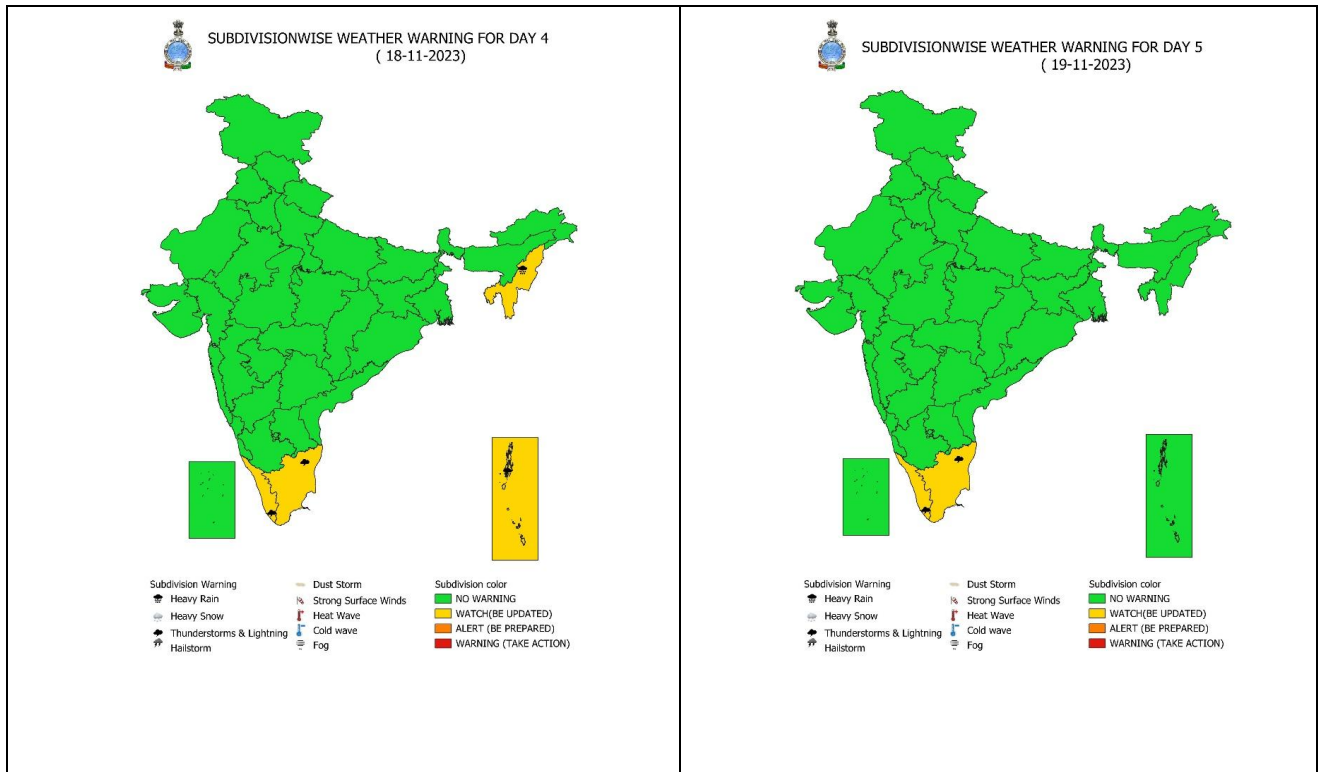 SUBDIVISIONWISE WEATHER WARNING FOR DAY 4
( 18-11-2023)
Subdivision Warning
Heavy Rain
Heavy Snow
Thunderstorms & Lightning
Hailstorm
Dust Storm
Strong Surface Winds
Heat Wave
Cold wave
Fog
Subdivision color
NO WARNING
WATCH(BE UPDATED)
ALERT (BE PREPARED)
WARNING (TAKE ACTION)
SUBDIVISIONWISE WEATHER WARNING FOR DAY 5
( 19-11-2023)
Subdivision Warning
Heavy Rain
Heavy Snow
Thunderstorms & Lightning
Hailstorm
Dust Storm
Strong Surface Winds
Heat Wave
Cold wave
Fog
Subdivision color
NO WARNING
WATCH(BE UPDATED)
ALERT (BE PREPARED)
WARNING (TAKE ACTION)